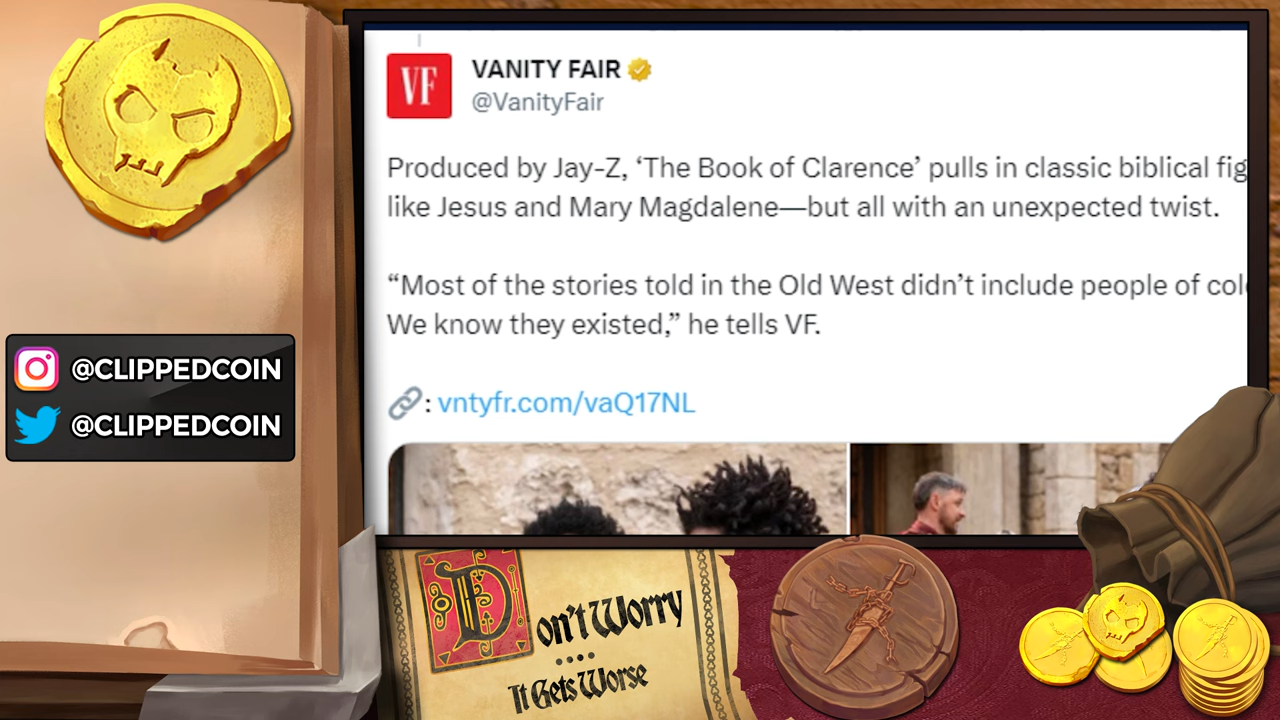 VF
VANITY FAIR
@VanityFair
Produced by Jay-Z, ‘The Book of Clarence’ pulls in classic biblical
like Jesus and Mary Magdalene—but all with an unexpected twist.
“Most of the stories told in the Old West didn’t include people of
We know they existed,” he tells VF.
: vntyfr.com/vaQ17NL
@CLIPPEDCOIN
@CLIPPEDCOIN
Don't Worry
It Gets Worse